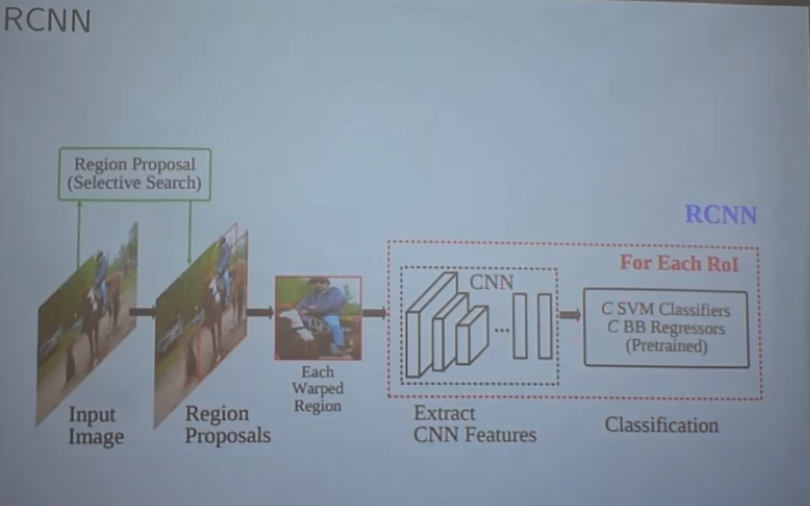 RCNN
Region Proposal
(Selective Search)
RCNN
For Each RoI
CNN
C SVM Classifiers
C BB Regressors
(Pretrained)
Each
Warped
Region
Input
Image
Region
Proposals
Extract
CNN Features
Classification